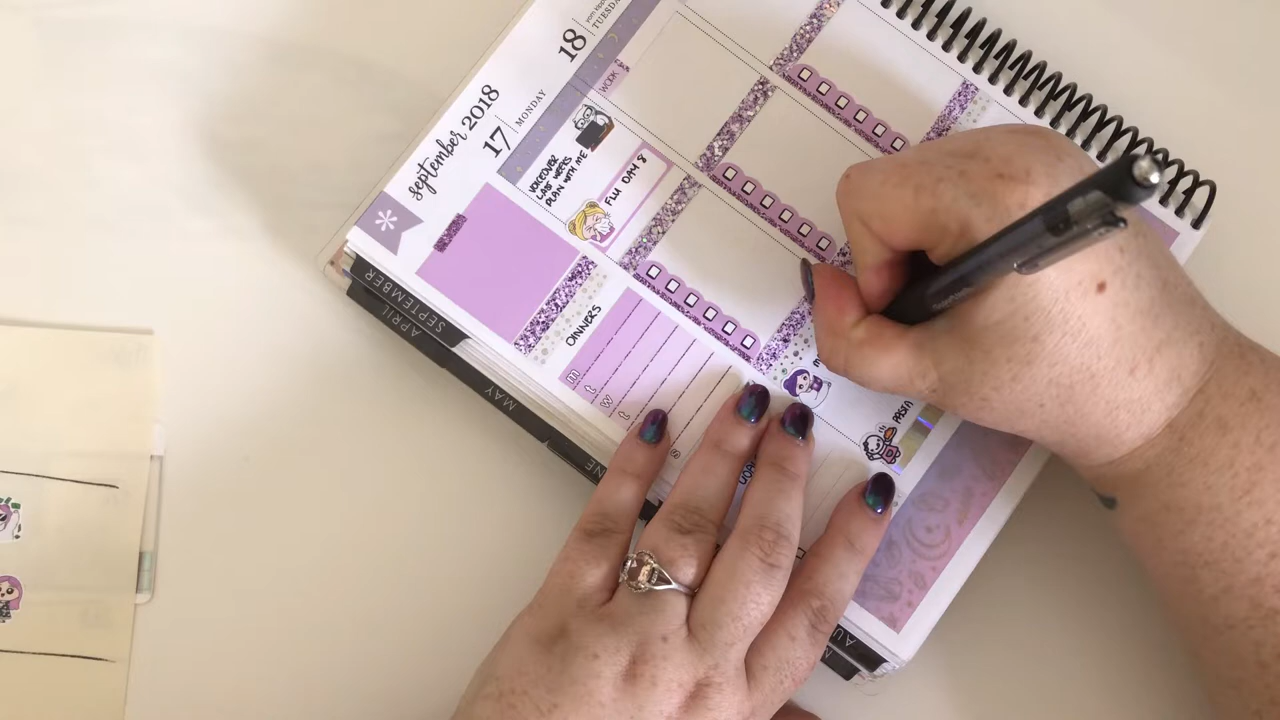 september 2018
18
TUESDAY
17
MONDAY
WORK
VOICEOVER
LAST WEEKS
PLAN WITH ME
FLU DAY 8
DINNERS
m
t
w
t
s
PASTA
SEPTEMBER
APRIL
MAY